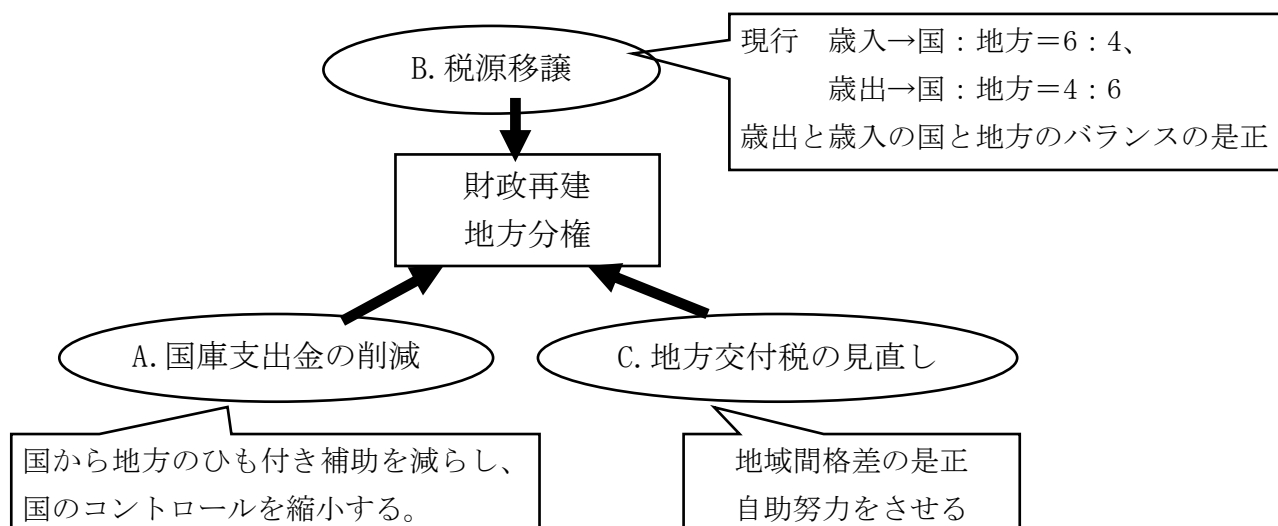 B.税源移譲
現行　歳入→国：地方＝6：4、
歳出→国：地方＝4：6
歳出と歳入の国と地方のバランスの是正
財政再建
地方分権
A.国庫支出金の削減
C.地方交付税の見直し
国から地方のひも付き補助を減らし、
国のコントロールを縮小する。
地域間格差の是正
自助努力をさせる